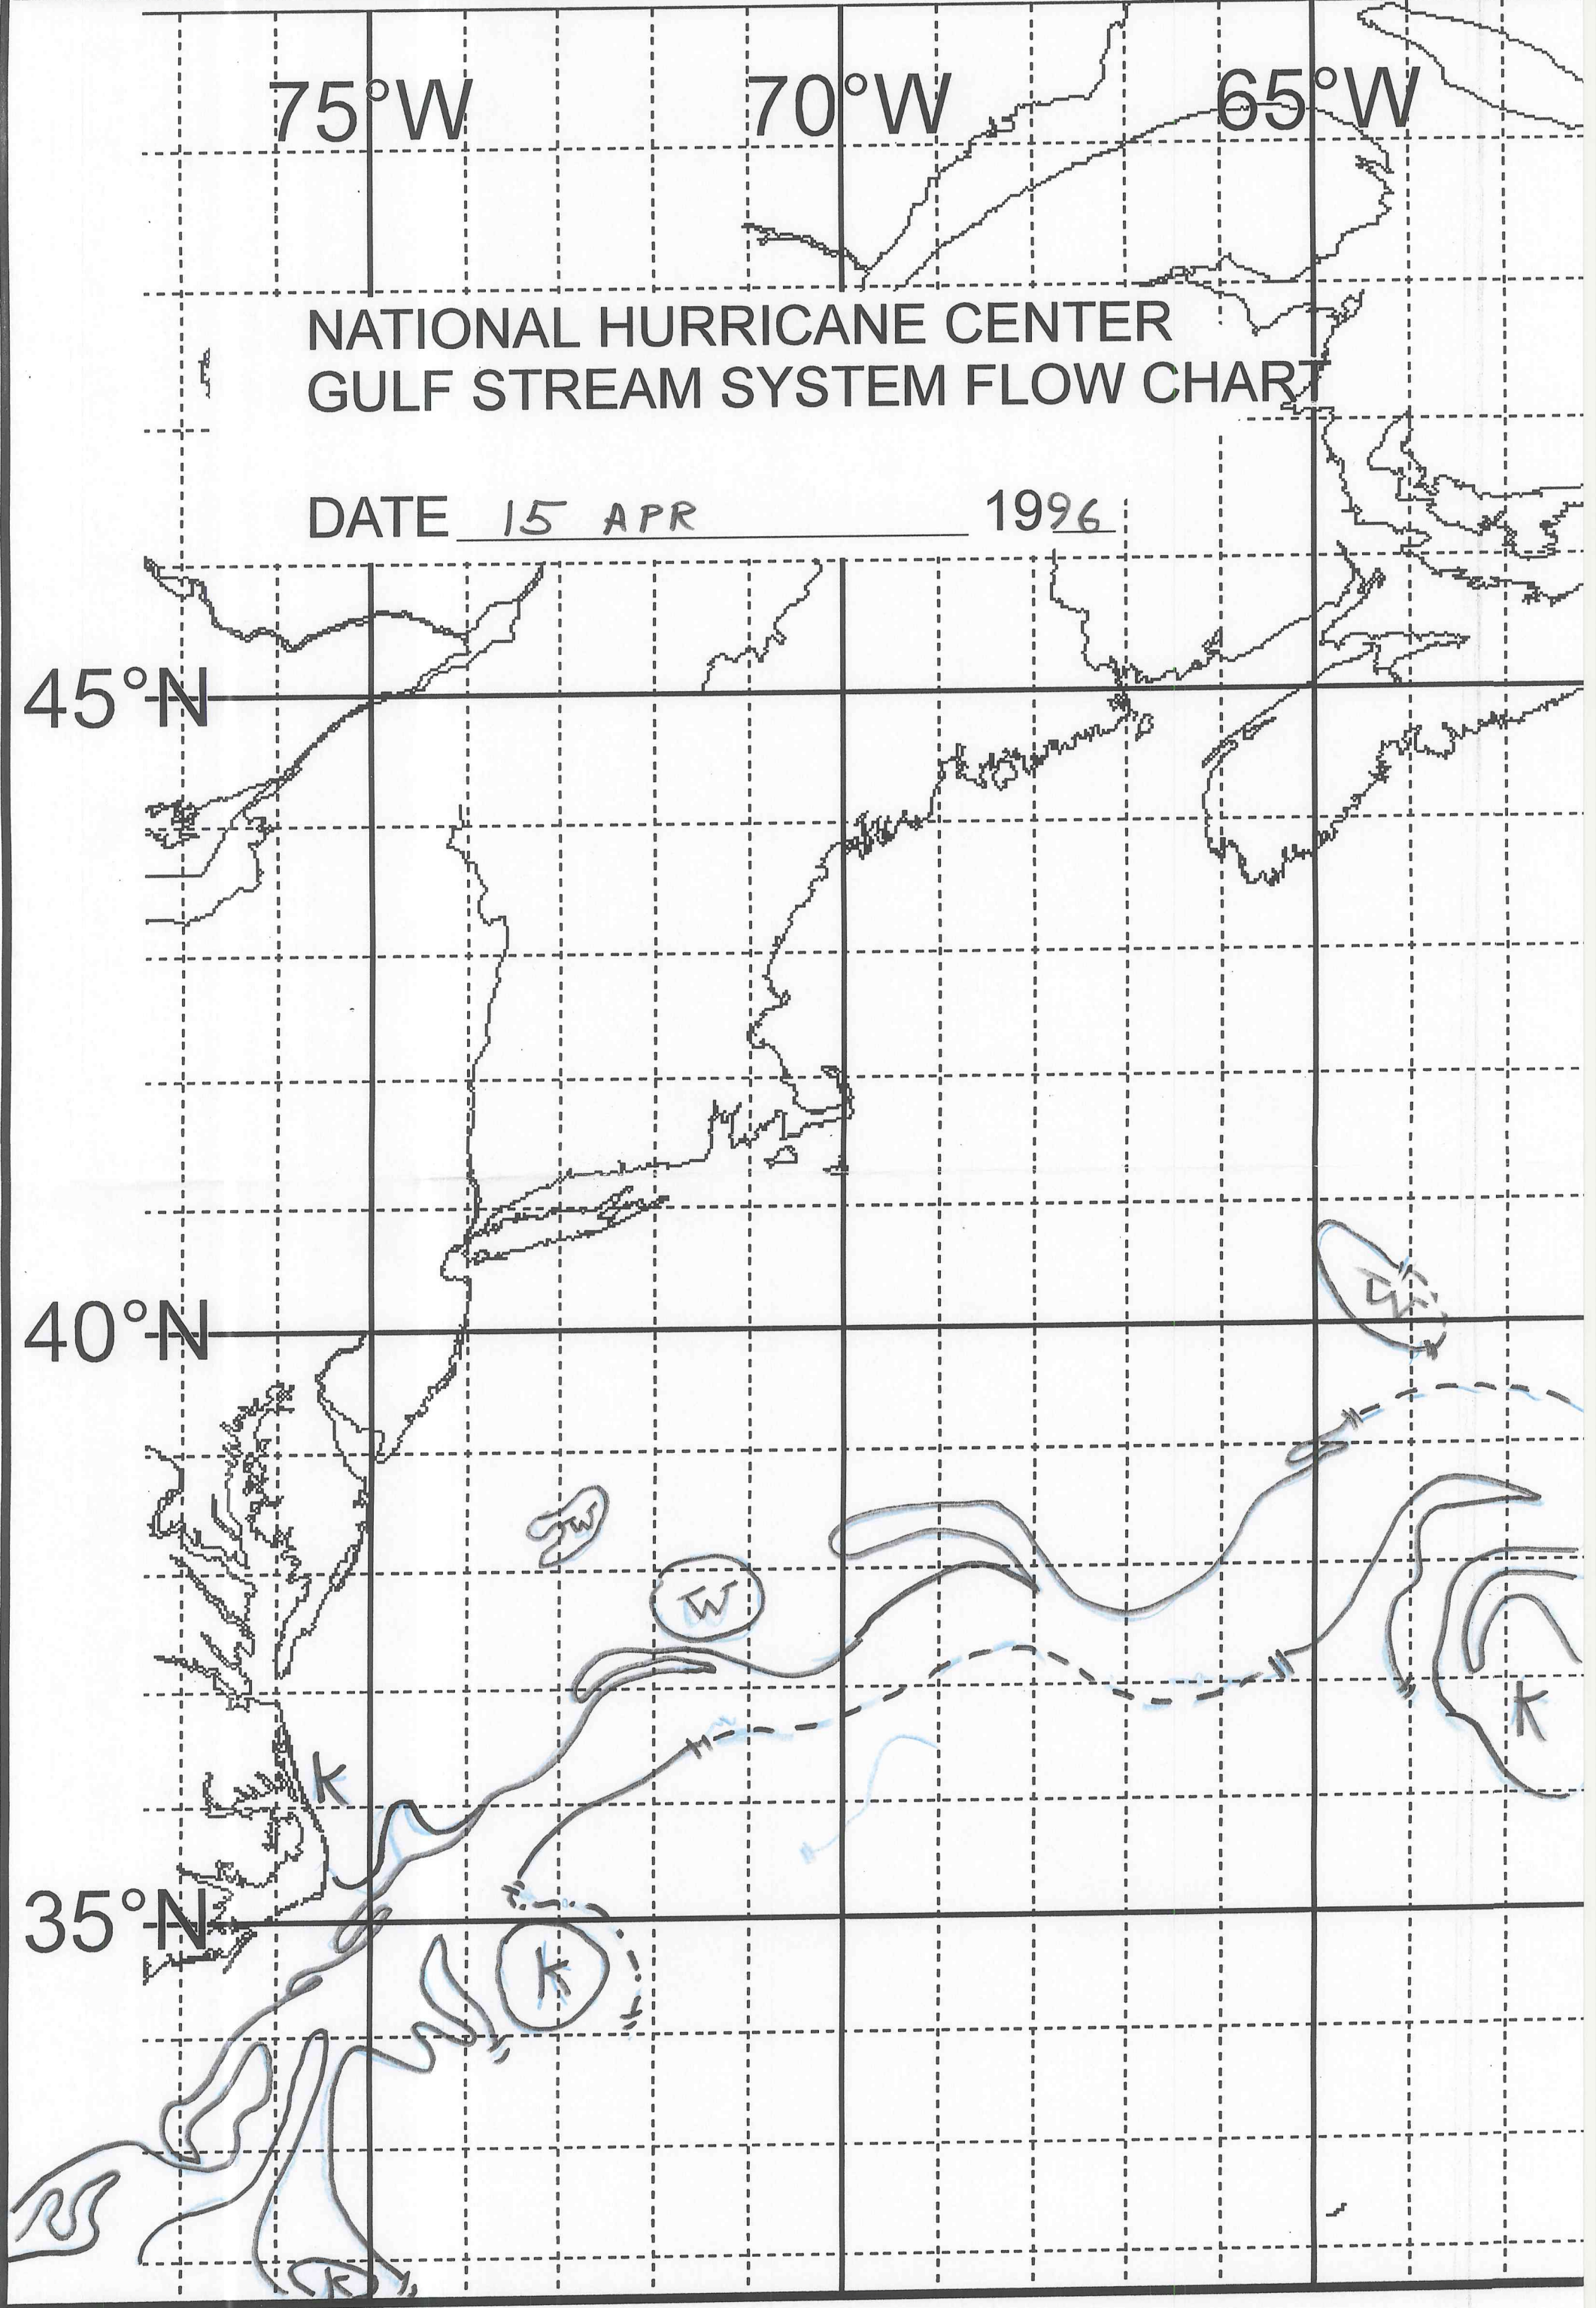 75°W 70°W 65°W
NATIONAL HURRICANE CENTER
GULF STREAM SYSTEM FLOW CHART
DATE 15 APR 1996
45°N
40°N
W
W
W
K
K
35°N
K
K